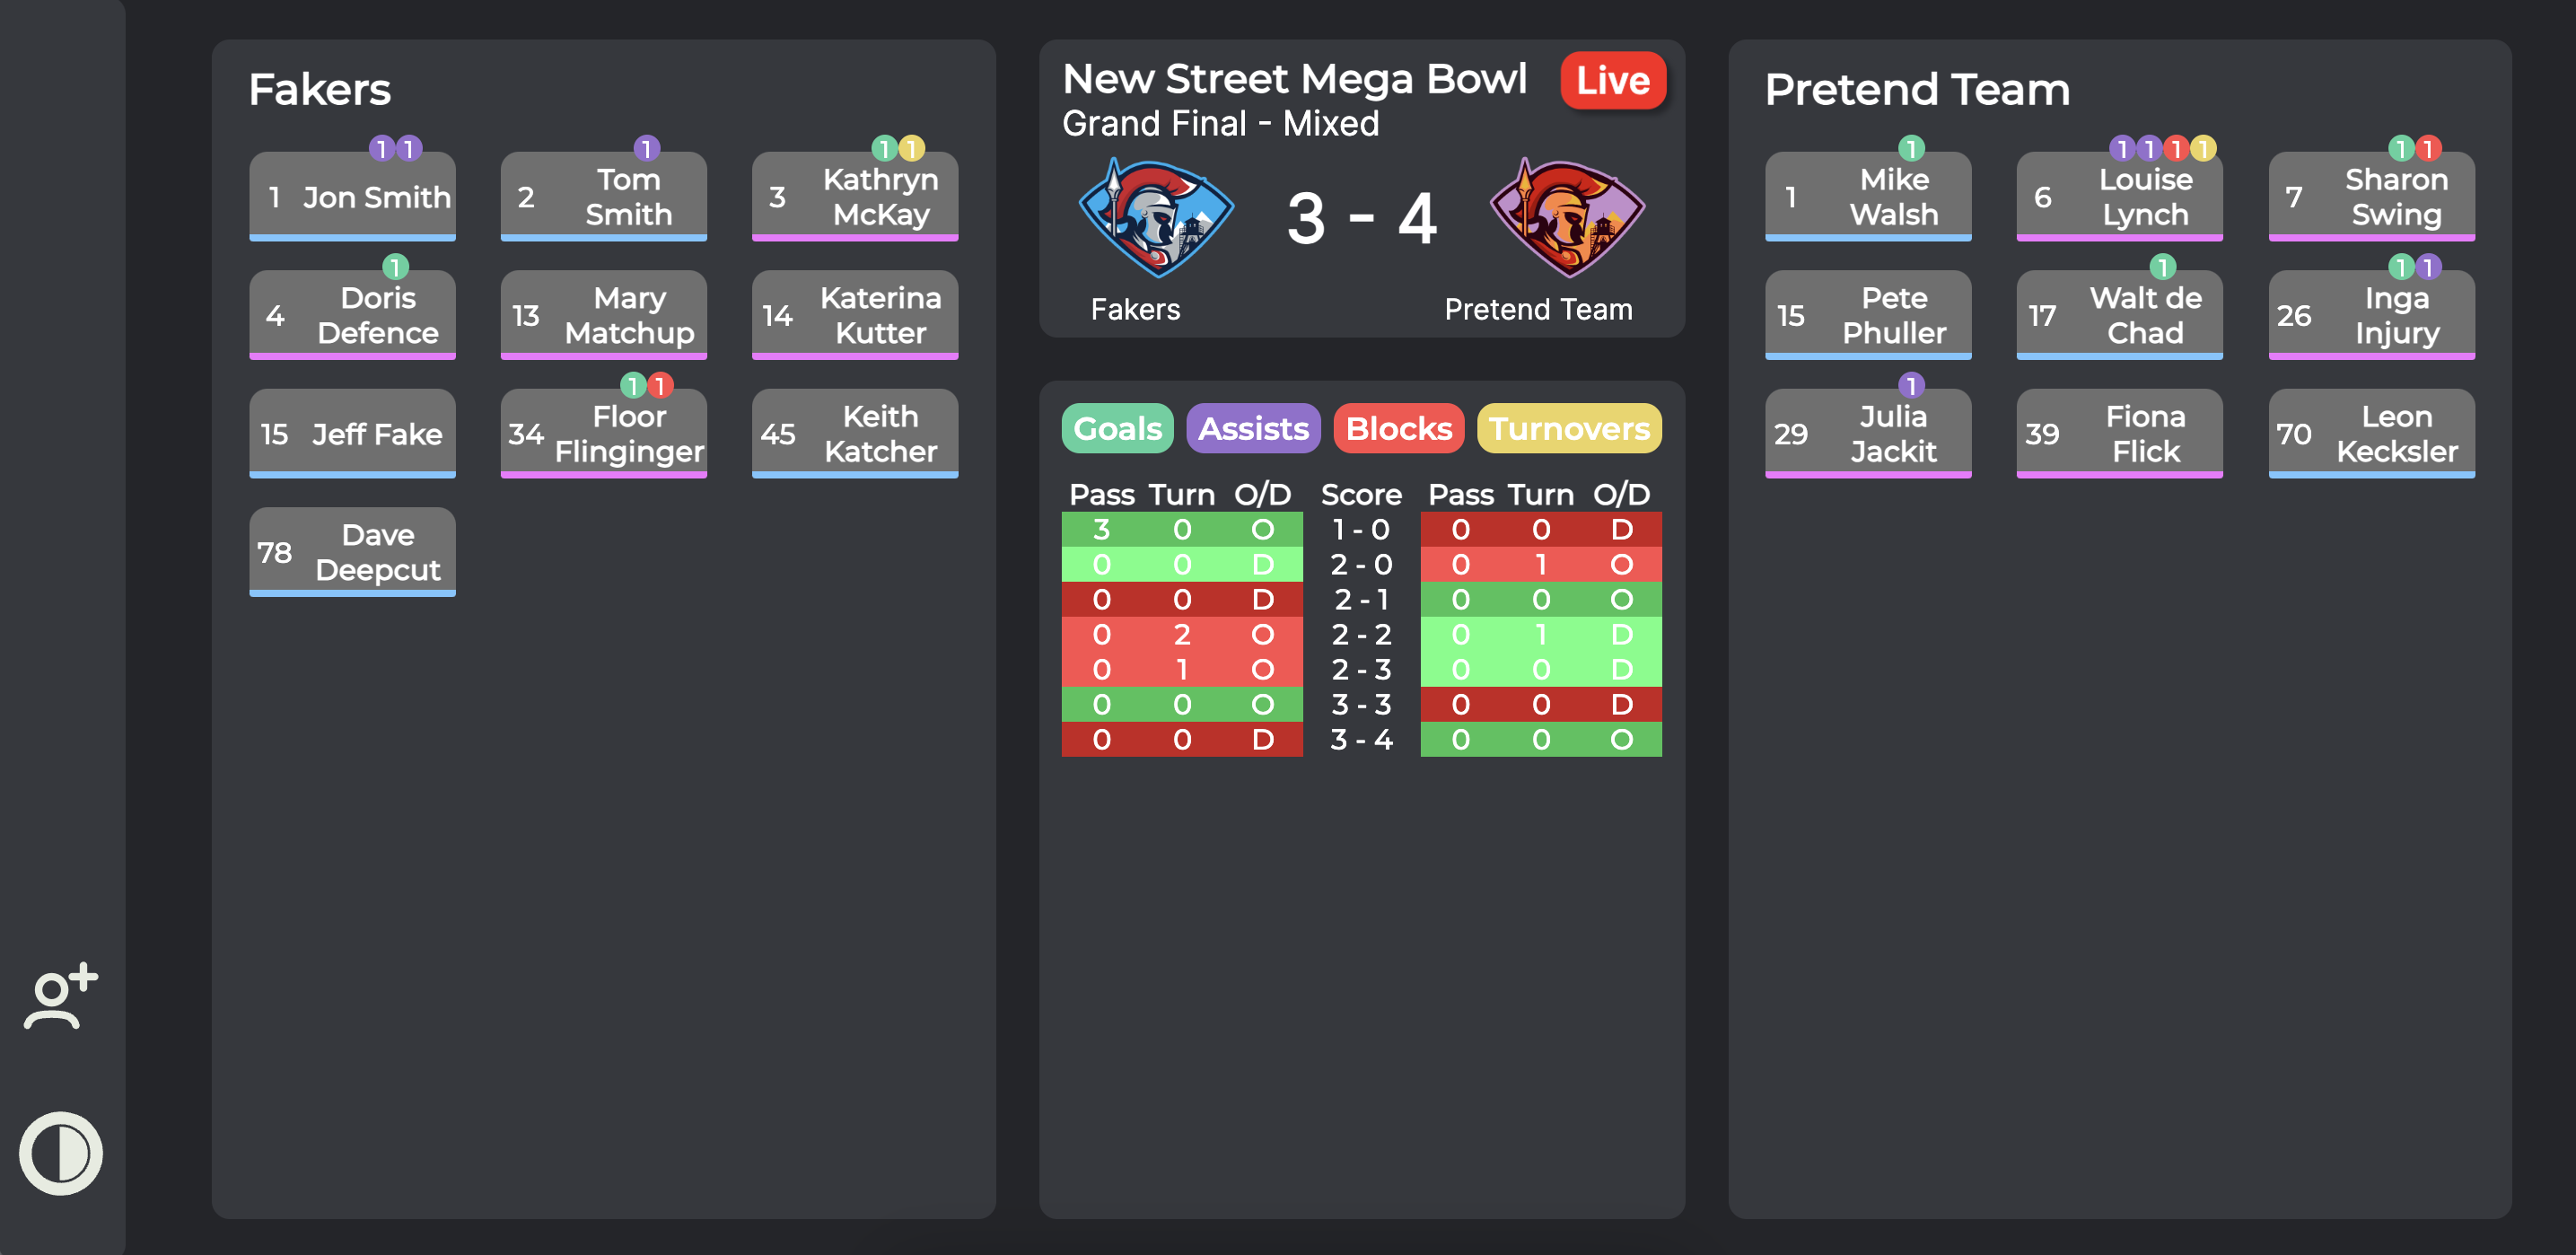 Fakers
1 1
1 Jon Smith
1
2 Tom
Smith
1 1
3 Kathryn
McKay
1
4 Doris
Defence
13 Mary
Matchup
14 Katerina
Kutter
15 Jeff Fake
1 1
34 Floor
Flinginger
45 Keith
Katcher
78 Dave
Deepcut
New Street Mega Bowl Live
Grand Final - Mixed
3 - 4
Fakers Pretend Team
Goals Assists Blocks Turnovers
Pass Turn O/D Score Pass Turn O/D
3 0 O 1 - 0 0 0 D
0 0 D 2 - 0 0 1 O
0 0 D 2 - 1 0 0 O
0 2 O 2 - 2 0 1 D
0 1 O 2 - 3 0 0 D
0 0 O 3 - 3 0 0 D
0 0 D 3 - 4 0 0 O
Pretend Team
1
1 Mike
Walsh
1 1 1 1
6 Louise
Lynch
1 1
7 Sharon
Swing
15 Pete
Phuller
1
17 Walt de
Chad
1 1
26 Inga
Injury
1
29 Julia
Jackit
39 Fiona
Flick
70 Leon
Kecksler